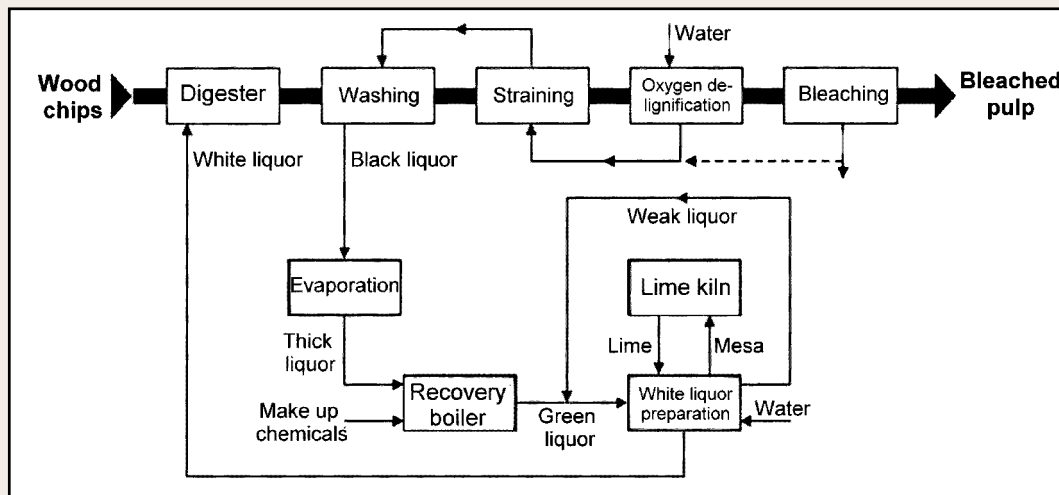 Water
Wood
chips
Digester
Washing
Straining
Oxygen de-
lignification
Bleaching
Bleached
pulp
White liquor
Black liquor
Weak liquor
Evaporation
Lime kiln
Thick
liquor
Lime
Mesa
Recovery
boiler
White liquor
preparation
Make up
chemicals
Green
liquor
Water